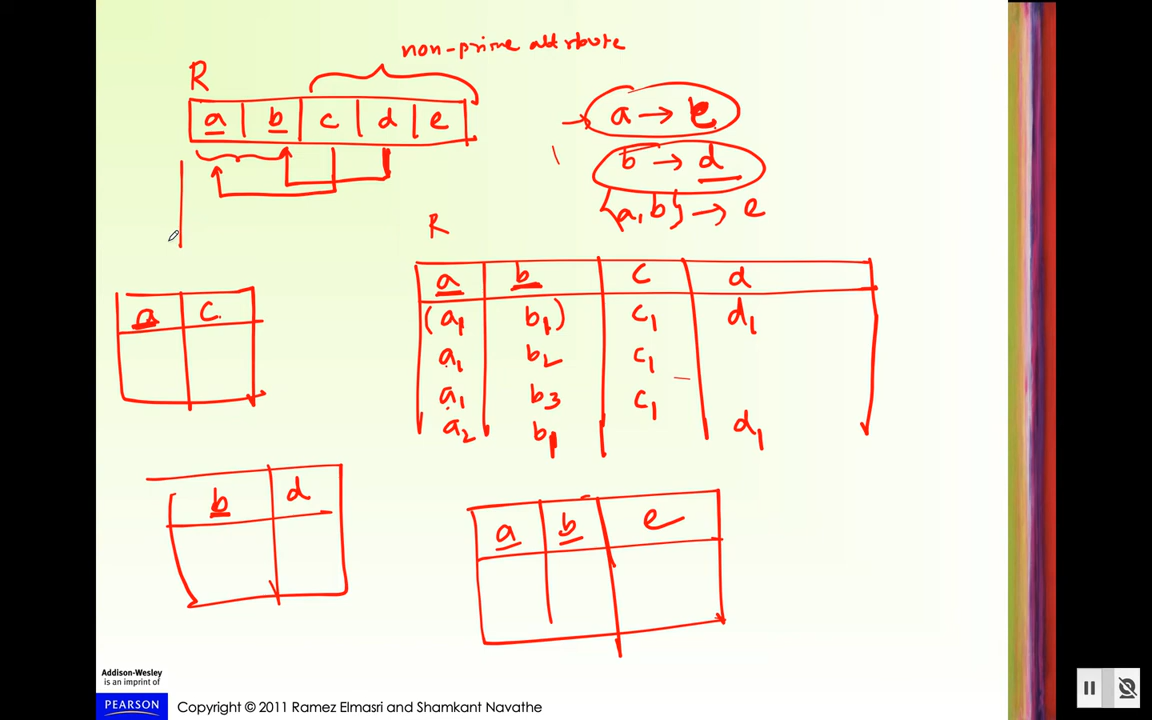 non-prime attribute
R
a b c d e
a → c
b → d
{a, b} → e
R
a b c d
(a1 b1) c1 d1
a1 b2 c1
a1 b3 c1
a2 b1 d1
a c
b d
a b e
Addison-Wesley
is an imprint of
PEARSON
Copyright © 2011 Ramez Elmasri and Shamkant Navathe